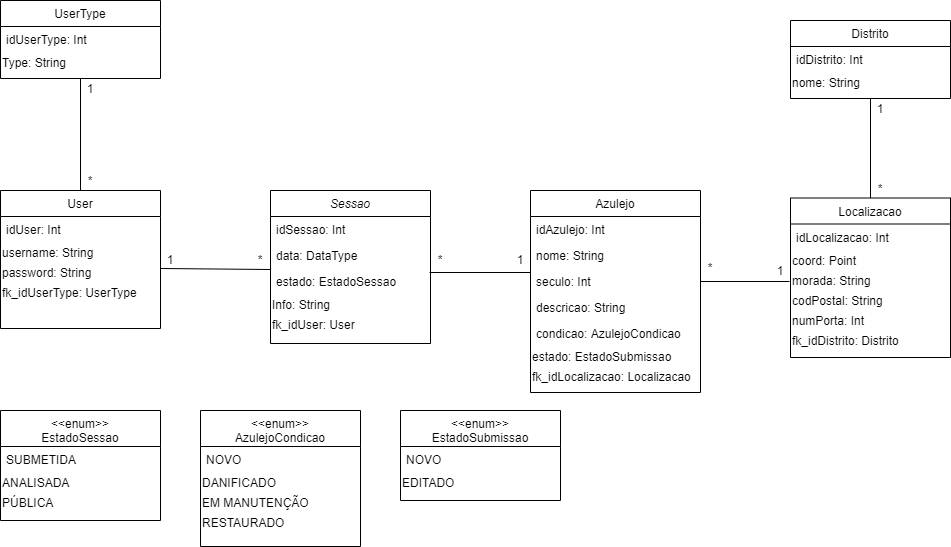 UserType
idUserType: Int
Type: String
1
*
User
idUser: Int
username: String
password: String
fk_idUserType: UserType
1
*
Sessao
idSessao: Int
data: DataType
estado: EstadoSessao
Info: String
fk_idUser: User
*
1
Azulejo
idAzulejo: Int
nome: String
seculo: Int
descricao: String
condicao: AzulejoCondicao
estado: EstadoSubmissao
fk_idLocalizacao: Localizacao
*
1
Distrito
idDistrito: Int
nome: String
1
*
Localizacao
idLocalizacao: Int
coord: Point
morada: String
codPostal: String
numPorta: Int
fk_idDistrito: Distrito
<<enum>>
EstadoSessao
SUBMETIDA
ANALISADA
PÚBLICA
<<enum>>
AzulejoCondicao
NOVO
DANIFICADO
EM MANUTENÇÃO
RESTAURADO
<<enum>>
EstadoSubmissao
NOVO
EDITADO